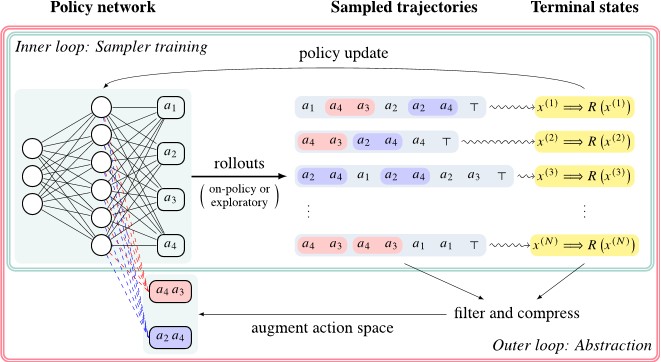 Policy network Sampled trajectories Terminal states
Inner loop: Sampler training
policy update
a₁
a₂
a₃
a₄
rollouts
(on-policy or
exploratory)
a₁ a₄ a₃ a₂ a₂ a₄ ⊤ x⁽¹⁾ ⟹ R(x⁽¹⁾)
a₄ a₃ a₂ a₄ a₄ ⊤ x⁽²⁾ ⟹ R(x⁽²⁾)
a₂ a₄ a₁ a₂ a₄ a₂ a₃ ⊤ x⁽³⁾ ⟹ R(x⁽³⁾)
⋮ ⋮
a₄ a₃ a₄ a₃ a₁ a₁ ⊤ x⁽ᴺ⁾ ⟹ R(x⁽ᴺ⁾)
a₄ a₃
a₂ a₄
filter and compress
augment action space
Outer loop: Abstraction